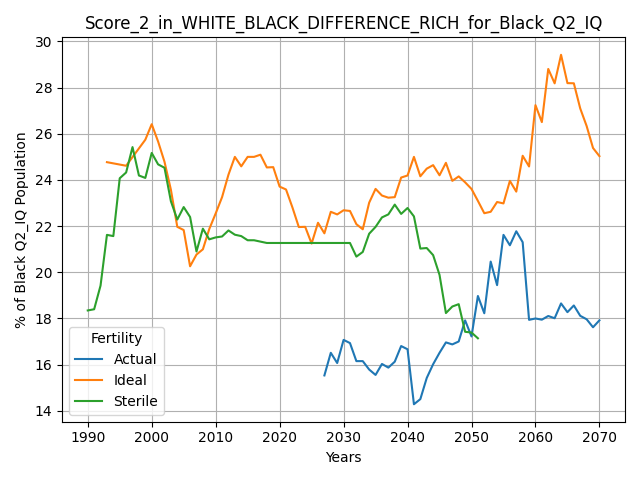 Score_2_in_WHITE_BLACK_DIFFERENCE_RICH_for_Black_Q2_IQ
% of Black Q2_IQ Population
30
28
26
24
22
20
18
16
14
Fertility
Actual
Ideal
Sterile
1990 2000 2010 2020 2030 2040 2050 2060 2070
Years